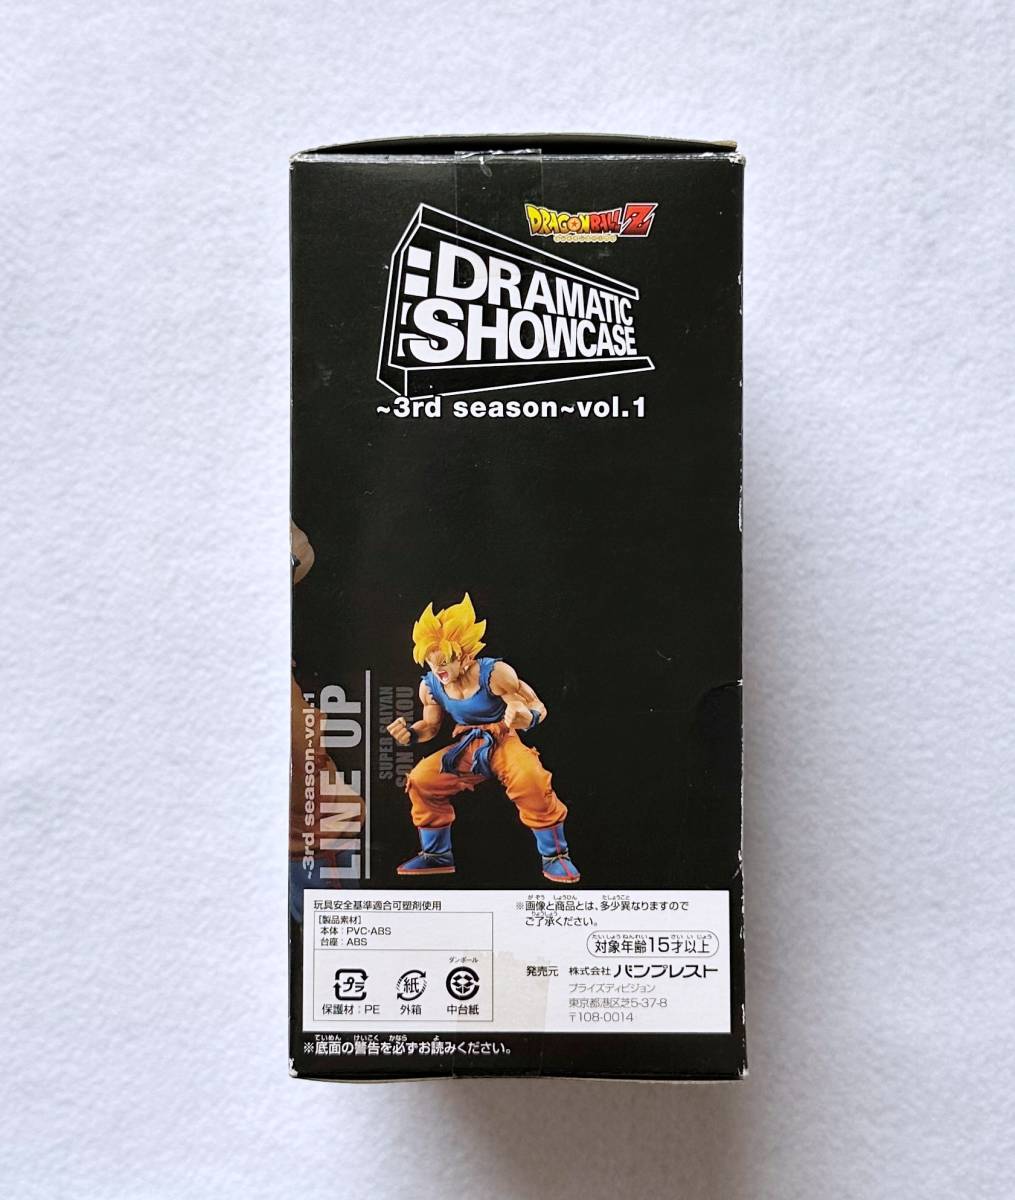 DRAGONBALL Z
DRAMATIC
SHOWCASE
~3rd season~vol.1
~3rd season~vol.1
LINE UP
SUPER SAIYAN
SON
KOU
玩具安全基準適合可塑剤使用
［製品素材］
本体：PVC・ABS
台座：ABS
プラ
保護材：PE
紙
外箱
ダンボール
中台紙
※画像と商品とは、多少異なりますので
ご了承ください。
対象年齢15才以上
発売元 株式会社 バンプレスト
プライズディビジョン
東京都港区芝5-37-8
〒108-0014
※底面の警告を必ずお読みください。